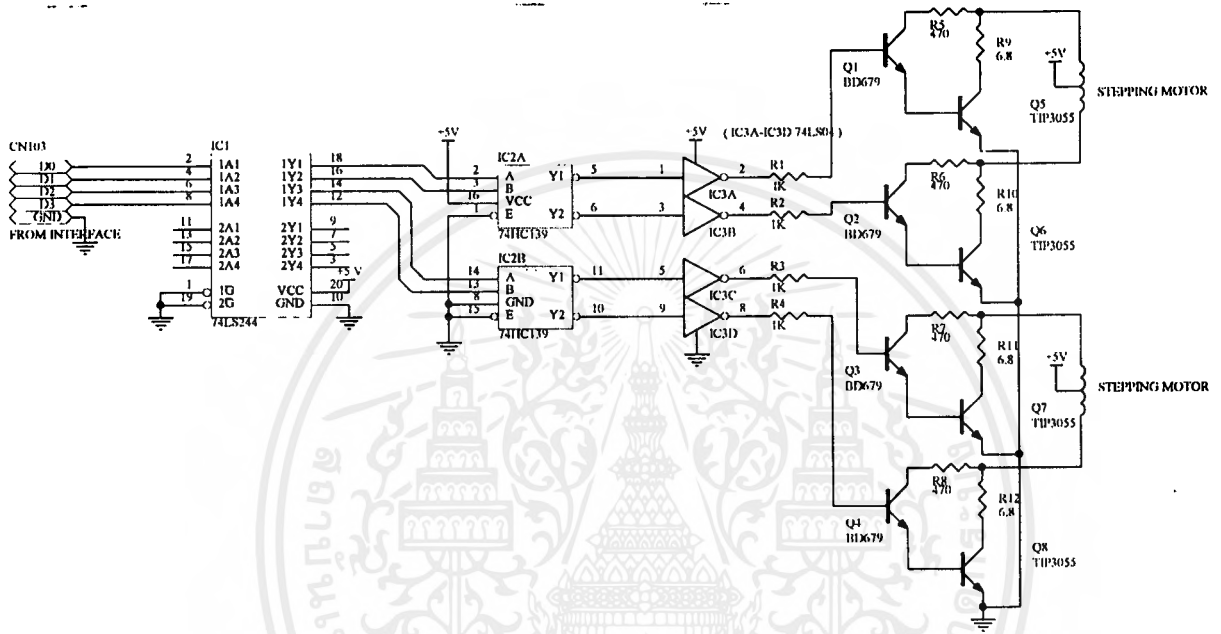 CN103
D0
D1
D2
D3
GND
FROM INTERFACE
IC1
2 1A1 1Y1 18
4 1A2 1Y2 16
6 1A3 1Y3 14
8 1A4 1Y4 12
11 2A1 2Y1 9
13 2A2 2Y2 7
15 2A3 2Y3 5
17 2A4 2Y4 3
+5V
1 1G VCC 20
19 2G GND 10
74LS244
+5V
IC2A
2 A Y1 5
3 B
16 VCC
1 E Y2 6
74HC139
IC2B
14 A Y1 11
13 B
8 GND
15 E Y2 10
74HC139
+5V
( IC3A-IC3D 74LS04 )
1 IC3A 2
3 IC3B 4
5 IC3C 6
9 IC3D 8
R1
1K
R2
1K
R3
1K
R4
1K
Q1
BD679
R5
470
R9
6.8
+5V
STEPPING MOTOR
Q5
TIP3055
Q2
BD679
R6
470
R10
6.8
Q6
TIP3055
Q3
BD679
R7
470
R11
6.8
+5V
STEPPING MOTOR
Q7
TIP3055
Q4
BD679
R8
470
R12
6.8
Q8
TIP3055